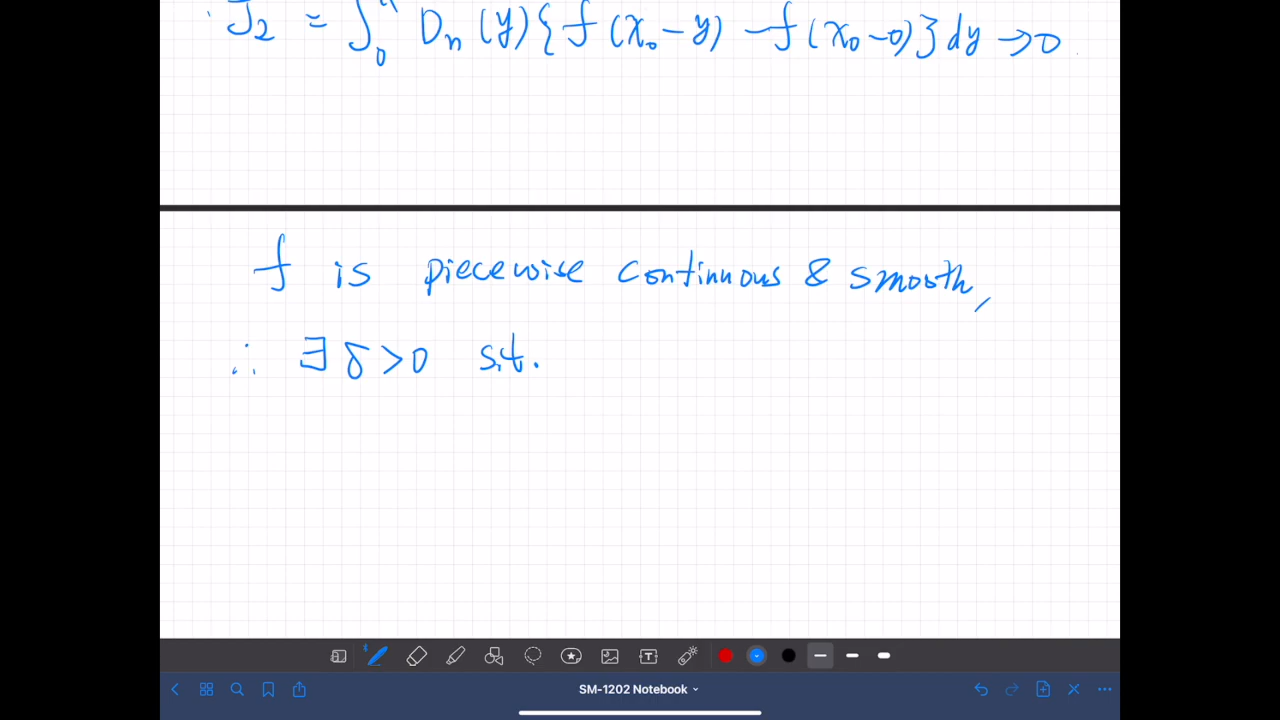 J₂ = ∫₀ Dₙ(y){f(x₀−y) −f(x₀−0)}dy → 0
f is piecewise continuous & smooth,
∴ ∃ δ>0 s.t.
SM-1202 Notebook